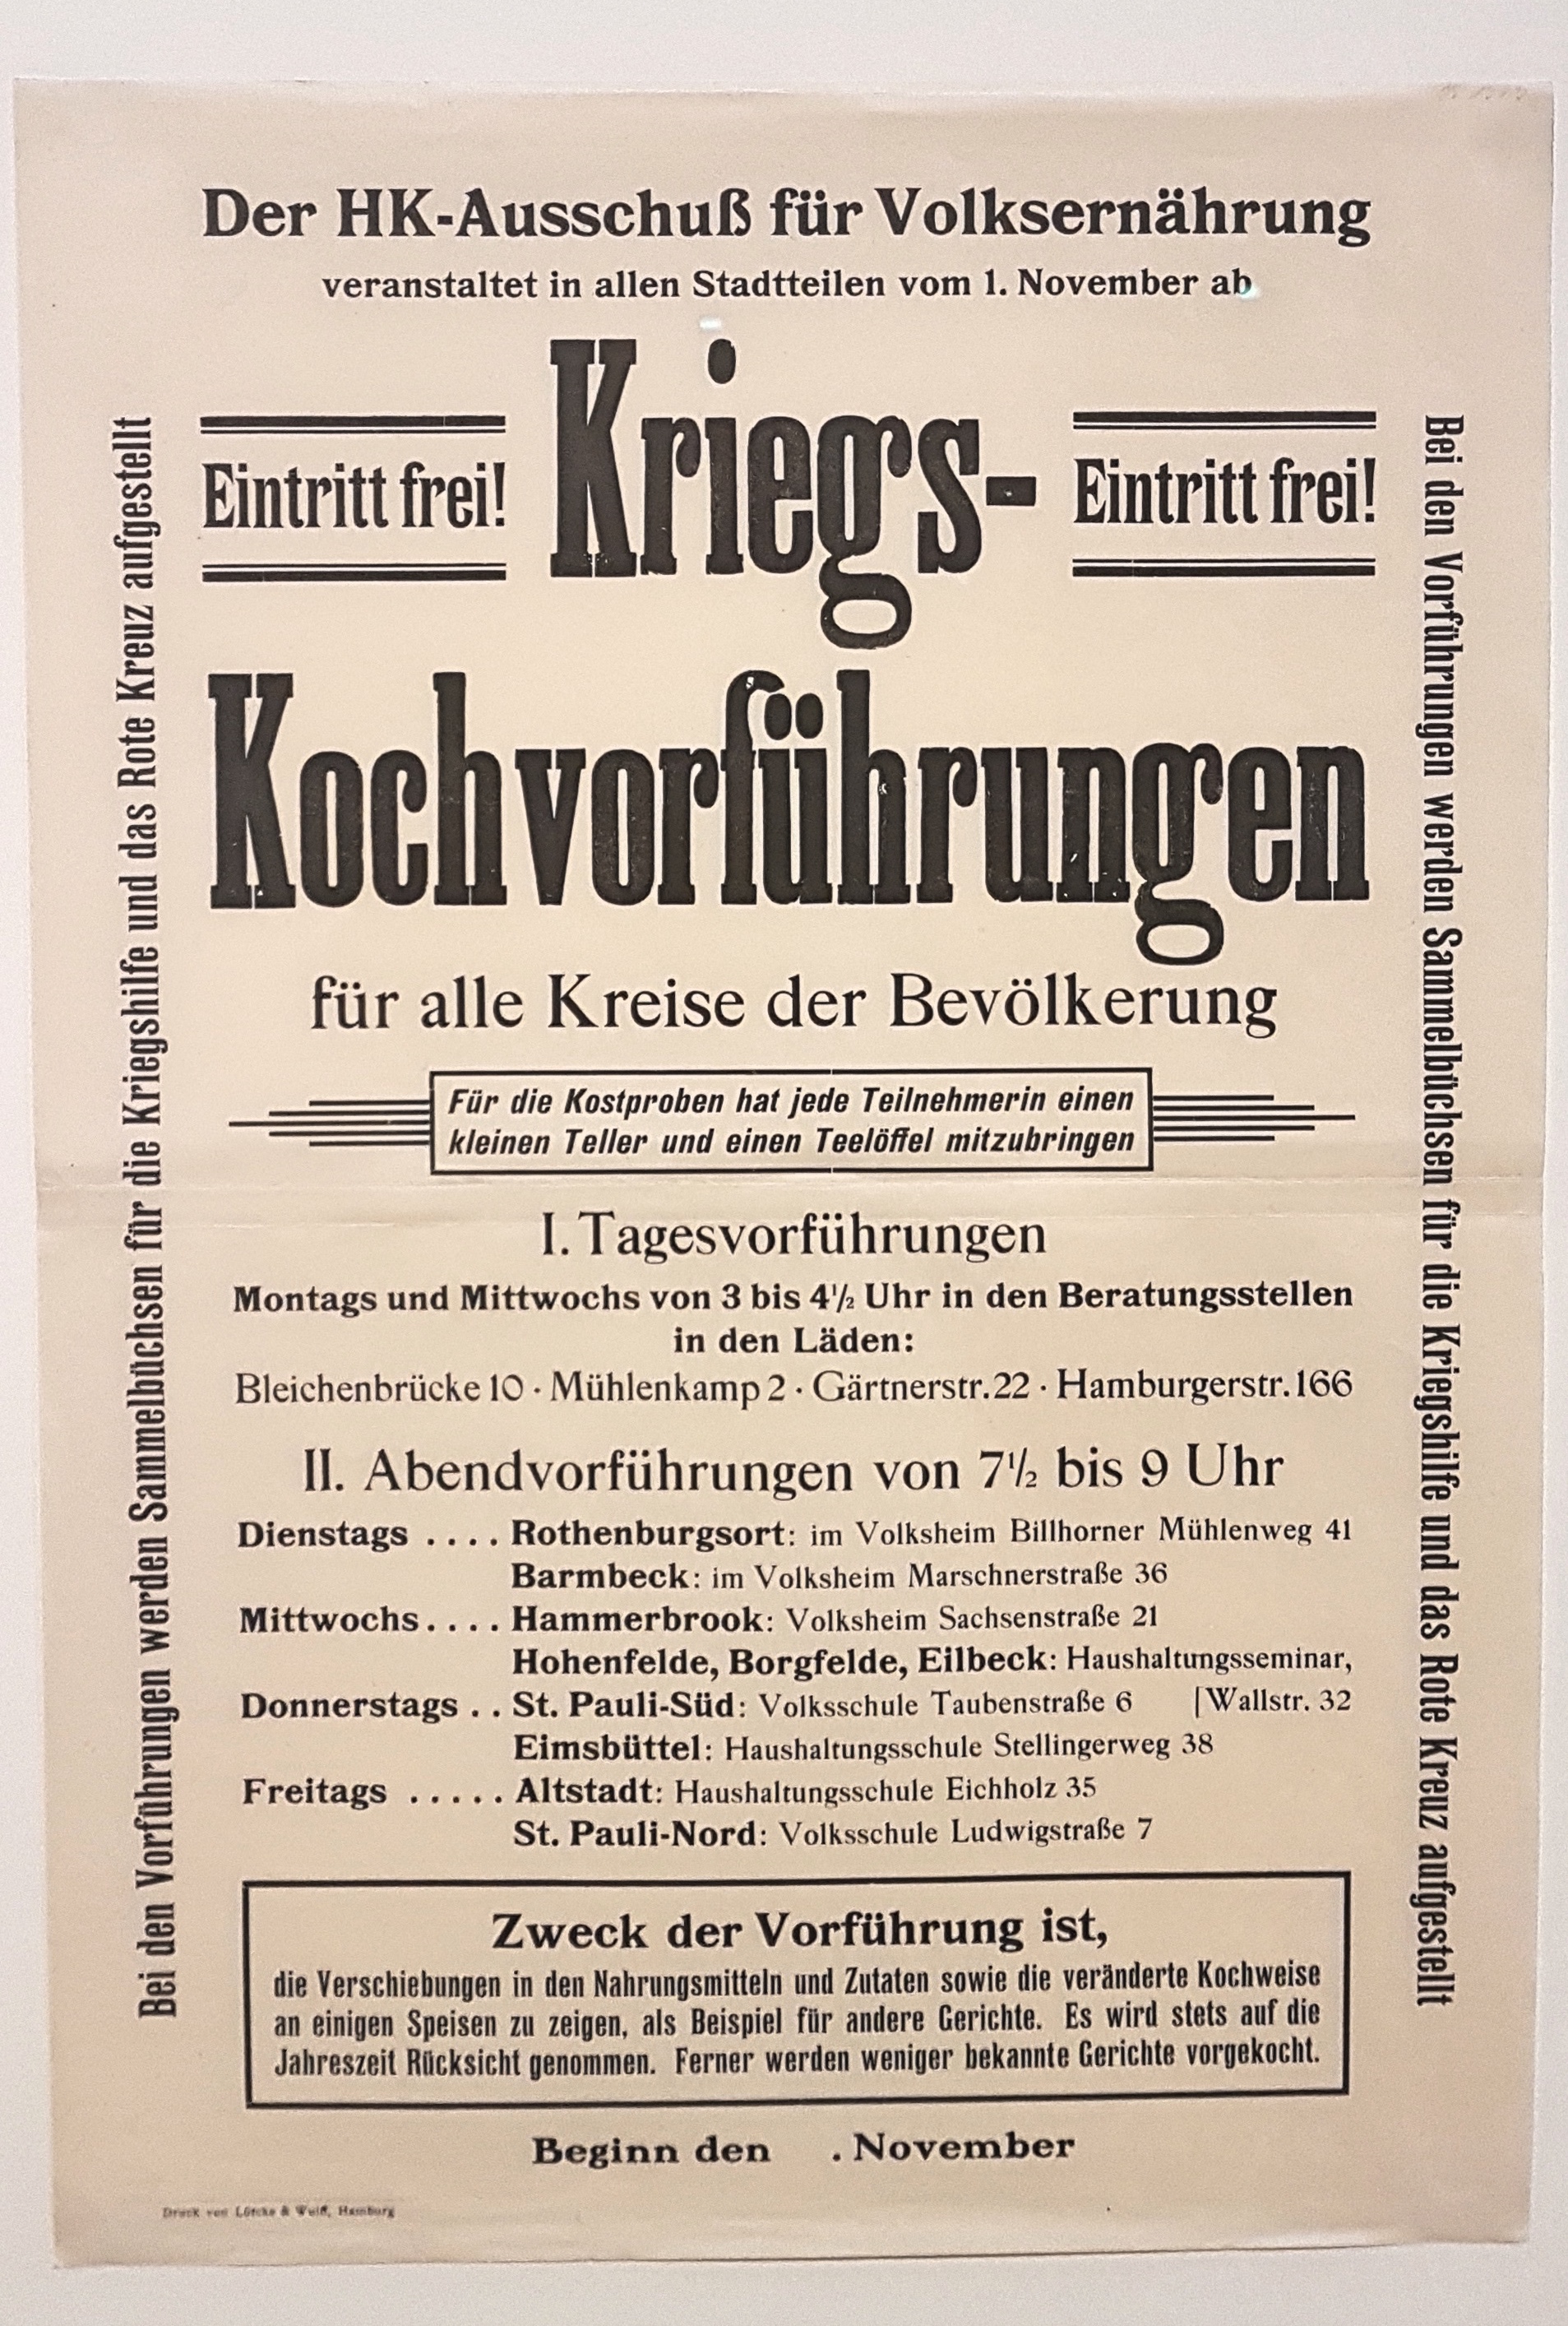 Der HK-Ausschuß für Volksernährung
veranstaltet in allen Stadtteilen vom 1. November ab
Eintritt frei!
Kriegs-
Eintritt frei!
Kochvorführungen
für alle Kreise der Bevölkerung
Für die Kostproben hat jede Teilnehmerin einen
kleinen Teller und einen Teelöffel mitzubringen
I. Tagesvorführungen
Montags und Mittwochs von 3 bis 4½ Uhr in den Beratungsstellen
in den Läden:
Bleichenbrücke 10 · Mühlenkamp 2 · Gärtnerstr. 22 · Hamburgerstr. 166
II. Abendvorführungen von 7½ bis 9 Uhr
Dienstags .... Rothenburgsort: im Volksheim Billhorner Mühlenweg 41
Barmbeck: im Volksheim Marschnerstraße 36
Mittwochs .... Hammerbrook: Volksheim Sachsenstraße 21
Hohenfelde, Borgfelde, Eilbeck: Haushaltungsseminar,
Donnerstags .. St. Pauli-Süd: Volksschule Taubenstraße 6 [Wallstr. 32
Eimsbüttel: Haushaltungsschule Stellingerweg 38
Freitags ..... Altstadt: Haushaltungsschule Eichholz 35
St. Pauli-Nord: Volksschule Ludwigstraße 7
Zweck der Vorführung ist,
die Verschiebungen in den Nahrungsmitteln und Zutaten sowie die veränderte Kochweise
an einigen Speisen zu zeigen, als Beispiel für andere Gerichte. Es wird stets auf die
Jahreszeit Rücksicht genommen. Ferner werden weniger bekannte Gerichte vorgekocht.
Beginn den . November
Druck von Lütcke & Wulff, Hamburg
Bei den Vorführungen werden Sammelbüchsen für die Kriegshilfe und das Rote Kreuz aufgestellt
Bei den Vorführungen werden Sammelbüchsen für die Kriegshilfe und das Rote Kreuz aufgestellt